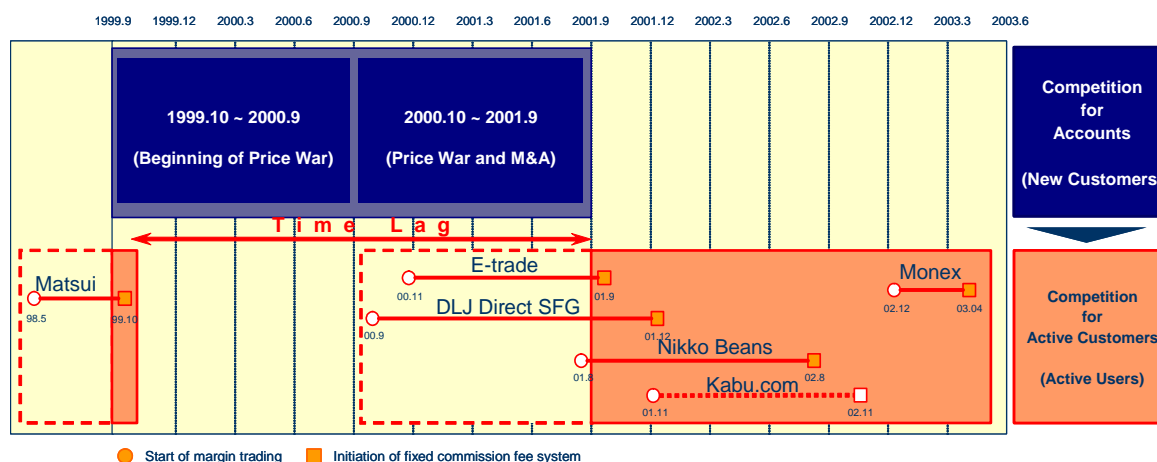 1999.9 1999.12 2000.3 2000.6 2000.9 2000.12 2001.3 2001.6 2001.9 2001.12 2002.3 2002.6 2002.9 2002.12 2003.3 2003.6
1999.10 ~ 2000.9
(Beginning of Price War)
2000.10 ~ 2001.9
(Price War and M&A)
Competition
for
Accounts
(New Customers)
Time Lag
Matsui
98.5
99.10
E-trade
00.11
01.9
DLJ Direct SFG
00.9
01.12
Nikko Beans
01.8
02.8
Kabu.com
01.11
02.11
Monex
02.12
03.04
Competition
for
Active Customers
(Active Users)
Start of margin trading
Initiation of fixed commission fee system